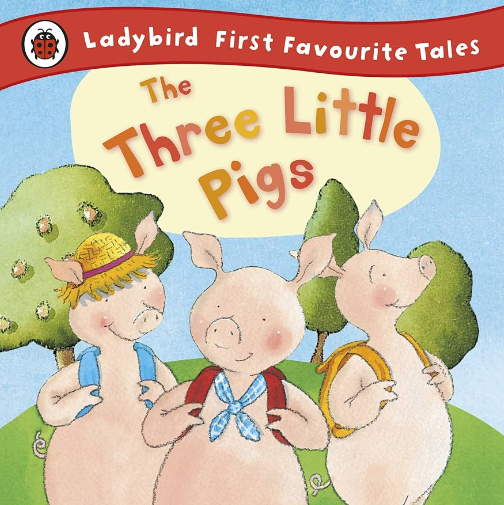 Ladybird First Favourite Tales
The
Three Little
Pigs